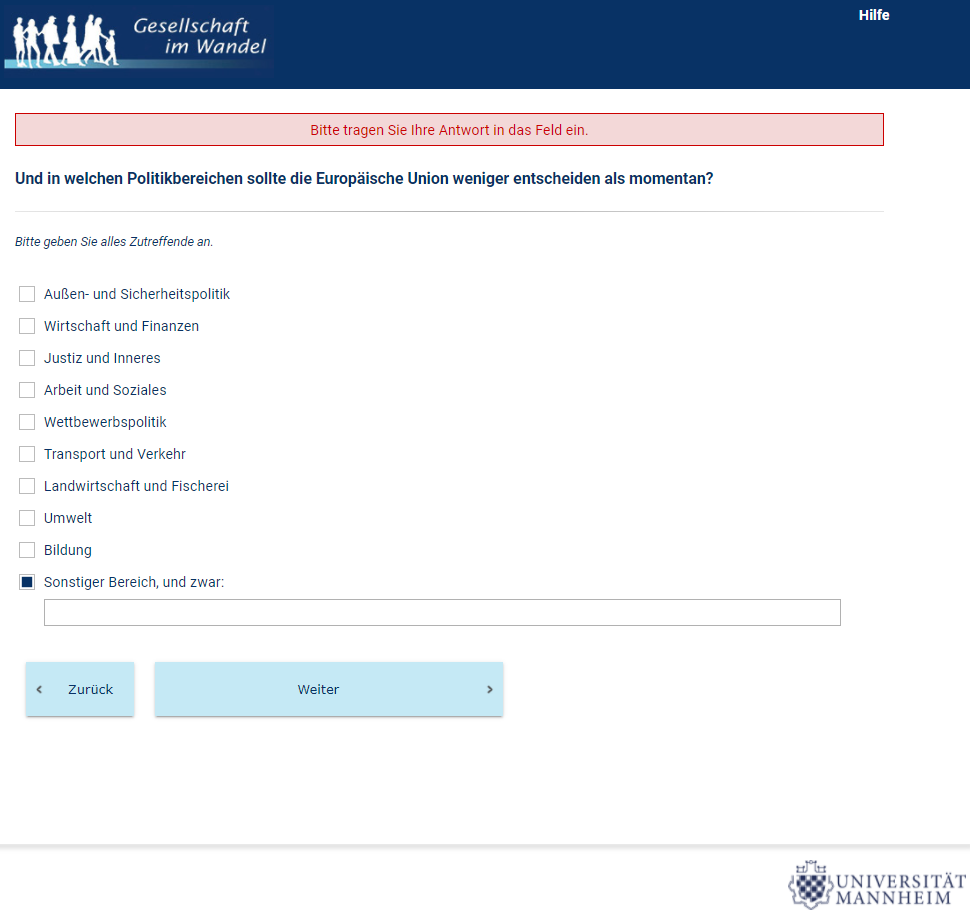 Gesellschaft
im Wandel
Hilfe
Bitte tragen Sie Ihre Antwort in das Feld ein.
Und in welchen Politikbereichen sollte die Europäische Union weniger entscheiden als momentan?
Bitte geben Sie alles Zutreffende an.
Außen- und Sicherheitspolitik
Wirtschaft und Finanzen
Justiz und Inneres
Arbeit und Soziales
Wettbewerbspolitik
Transport und Verkehr
Landwirtschaft und Fischerei
Umwelt
Bildung
Sonstiger Bereich, und zwar:
Zurück
Weiter
UNIVERSITÄT
MANNHEIM